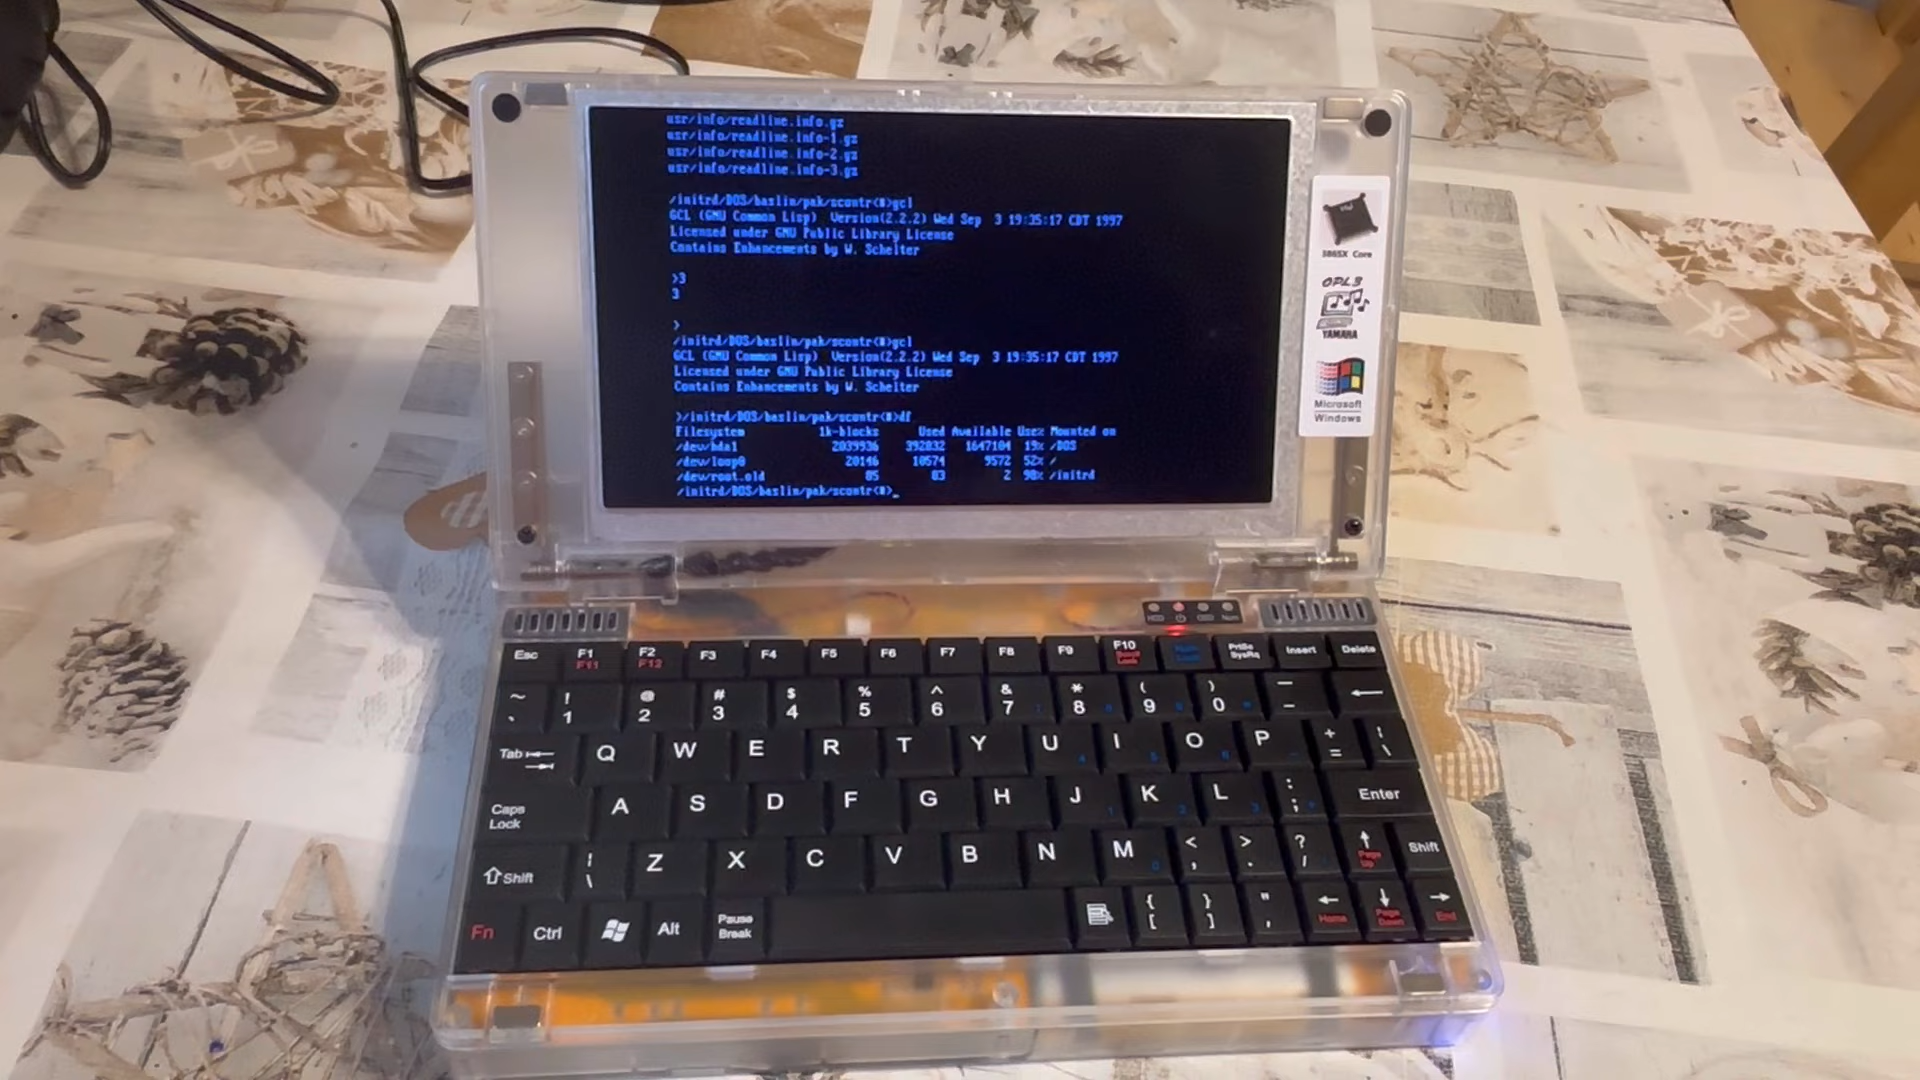 usr/info/readline.info.gz
usr/info/readline.info-1.gz
usr/info/readline.info-2.gz
usr/info/readline.info-3.gz
/initrd/DOS/baslin/pak/scontr(#)gcl
GCL (GNU Common Lisp)  Version(2.2.2) Wed Sep  3 19:35:17 CDT 1997
Licensed under GNU Public Library License
Contains Enhancements by W. Schelter
>3
3
>
/initrd/DOS/baslin/pak/scontr(#)gcl
GCL (GNU Common Lisp)  Version(2.2.2) Wed Sep  3 19:35:17 CDT 1997
Licensed under GNU Public Library License
Contains Enhancements by W. Schelter
>/initrd/DOS/baslin/pak/scontr(#)df
Filesystem 1k-blocks Used Available Use% Mounted on
/dev/hda1 2039936 392832 1647104 19% /DOS
/dev/loop0 20146 10574 9572 52% /
/dev/root.old 85 83 2 98% /initrd
/initrd/DOS/baslin/pak/scontr(#)_
386SX Core
OPL3
YAMAHA
Microsoft
Windows
Esc F1 F2 F3 F4 F5 F6 F7 F8 F9 F10 PrtSc Insert Delete
F11 F12 Lock SysRq
~ ! @ # $ % ^ & * ( ) _
` 1 2 3 4 5 6 7 8 9 0 -
Tab Q W E R T Y U I O P + = | \
Caps Lock A S D F G H J K L : ; Enter
Shift | \ Z X C V B N M < , > . ? / Page Up Shift
Fn Ctrl Alt Pause Break { [ } ] " ' Home Page Down End